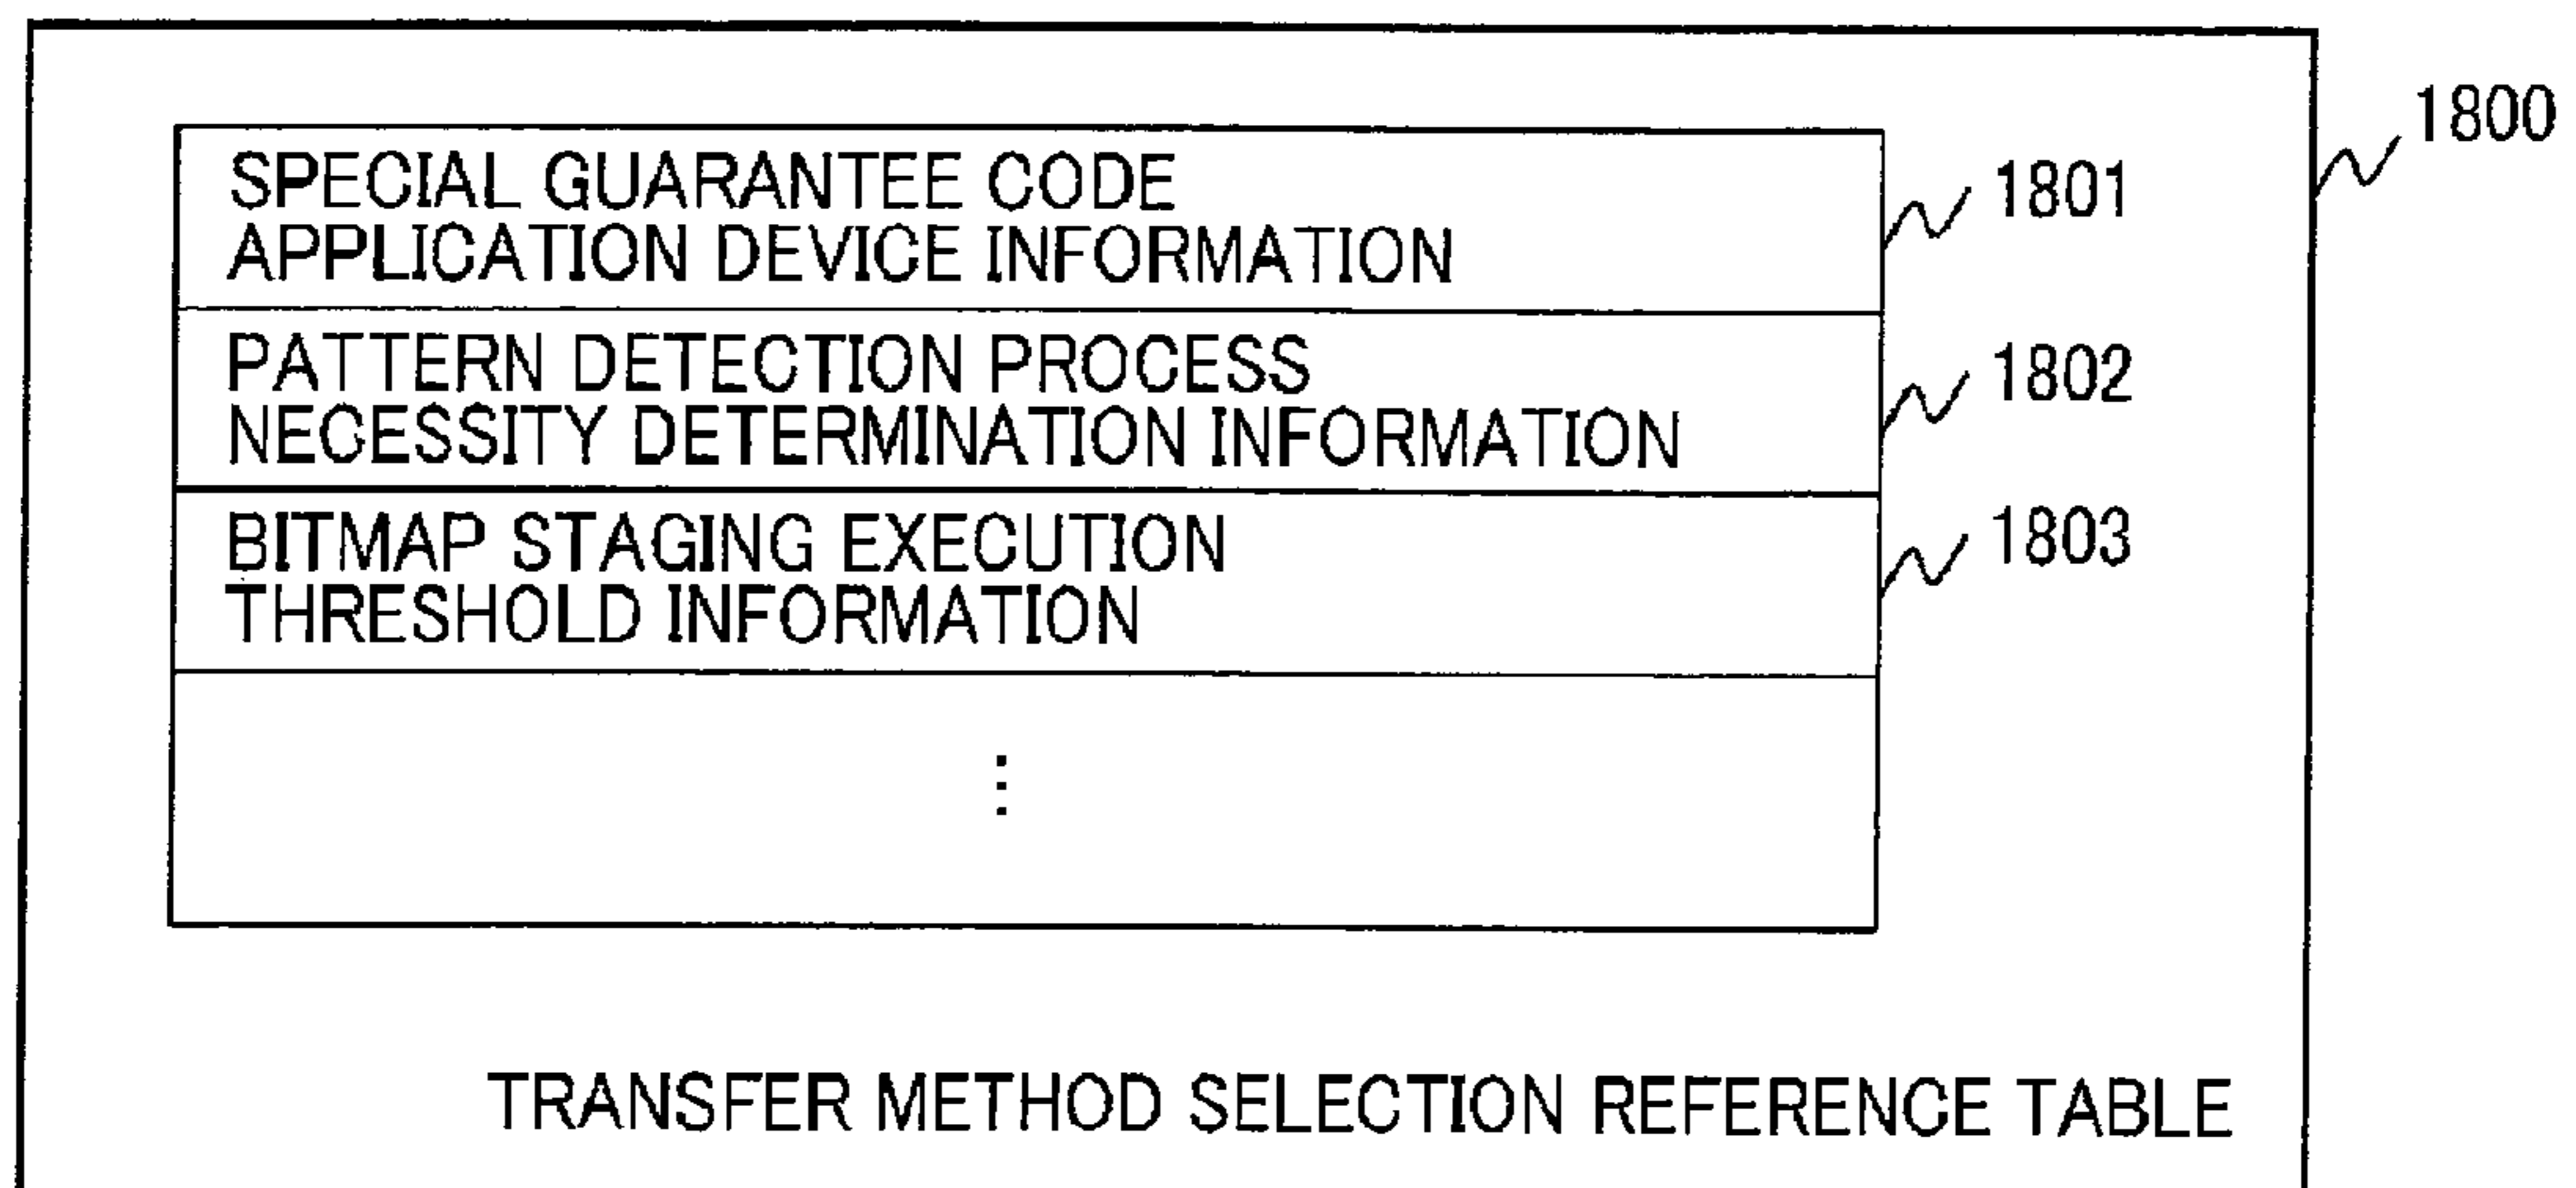 1800
SPECIAL GUARANTEE CODE
APPLICATION DEVICE INFORMATION
1801
PATTERN DETECTION PROCESS
NECESSITY DETERMINATION INFORMATION
1802
BITMAP STAGING EXECUTION
THRESHOLD INFORMATION
1803
⋮
TRANSFER METHOD SELECTION REFERENCE TABLE